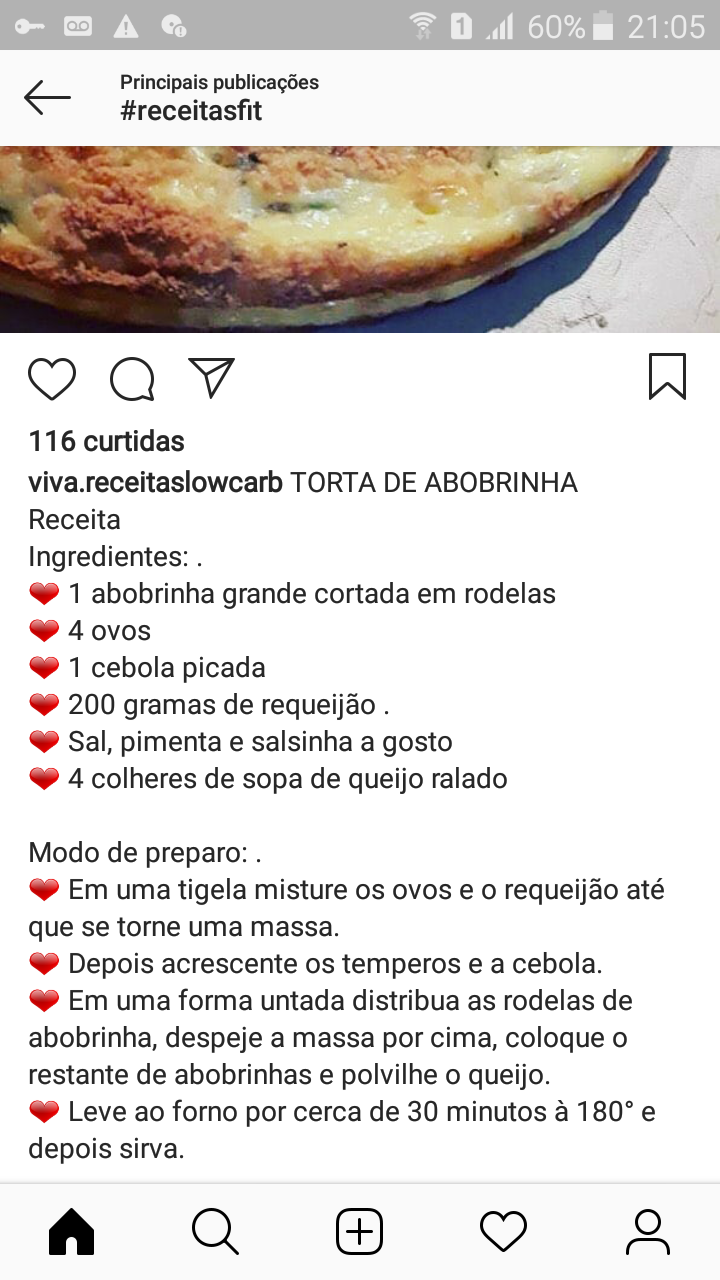 60% 21:05
Principais publicações
#receitasfit
116 curtidas
viva.receitaslowcarb TORTA DE ABOBRINHA
Receita
Ingredientes: .
❤ 1 abobrinha grande cortada em rodelas
❤ 4 ovos
❤ 1 cebola picada
❤ 200 gramas de requeijão .
❤ Sal, pimenta e salsinha a gosto
❤ 4 colheres de sopa de queijo ralado
Modo de preparo: .
❤ Em uma tigela misture os ovos e o requeijão até
que se torne uma massa.
❤ Depois acrescente os temperos e a cebola.
❤ Em uma forma untada distribua as rodelas de
abobrinha, despeje a massa por cima, coloque o
restante de abobrinhas e polvilhe o queijo.
❤ Leve ao forno por cerca de 30 minutos à 180° e
depois sirva.